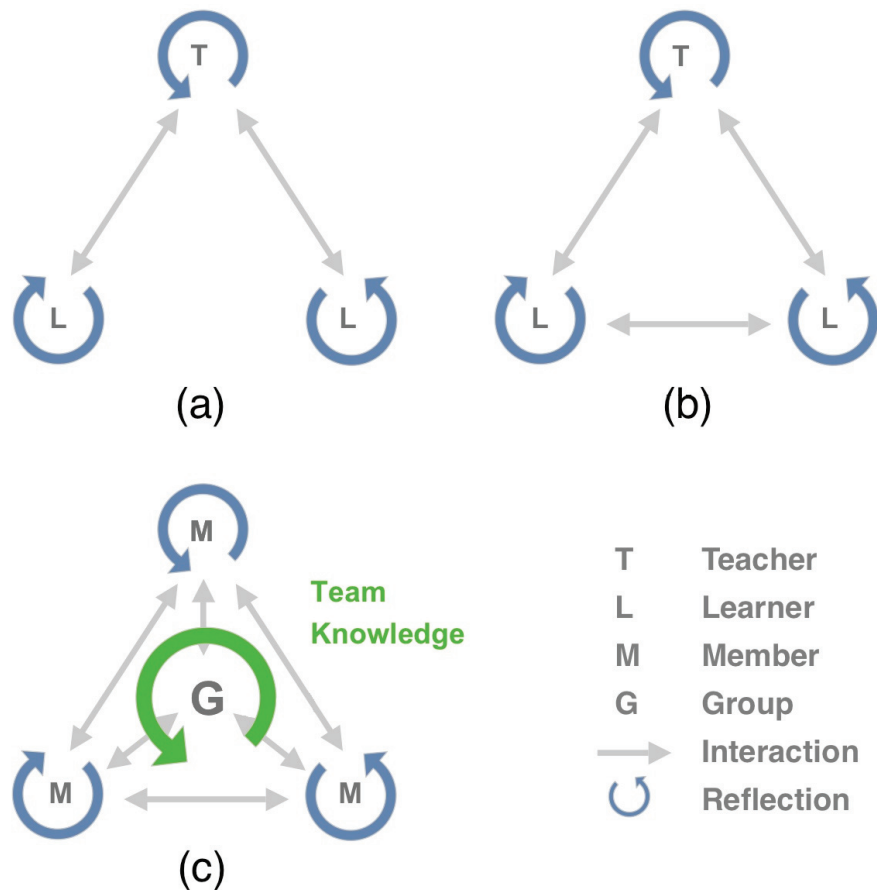 T
T
L
L
L
L
(a)
(b)
M
Team
Knowledge
G
M
M
(c)
T Teacher
L Learner
M Member
G Group
Interaction
Reflection